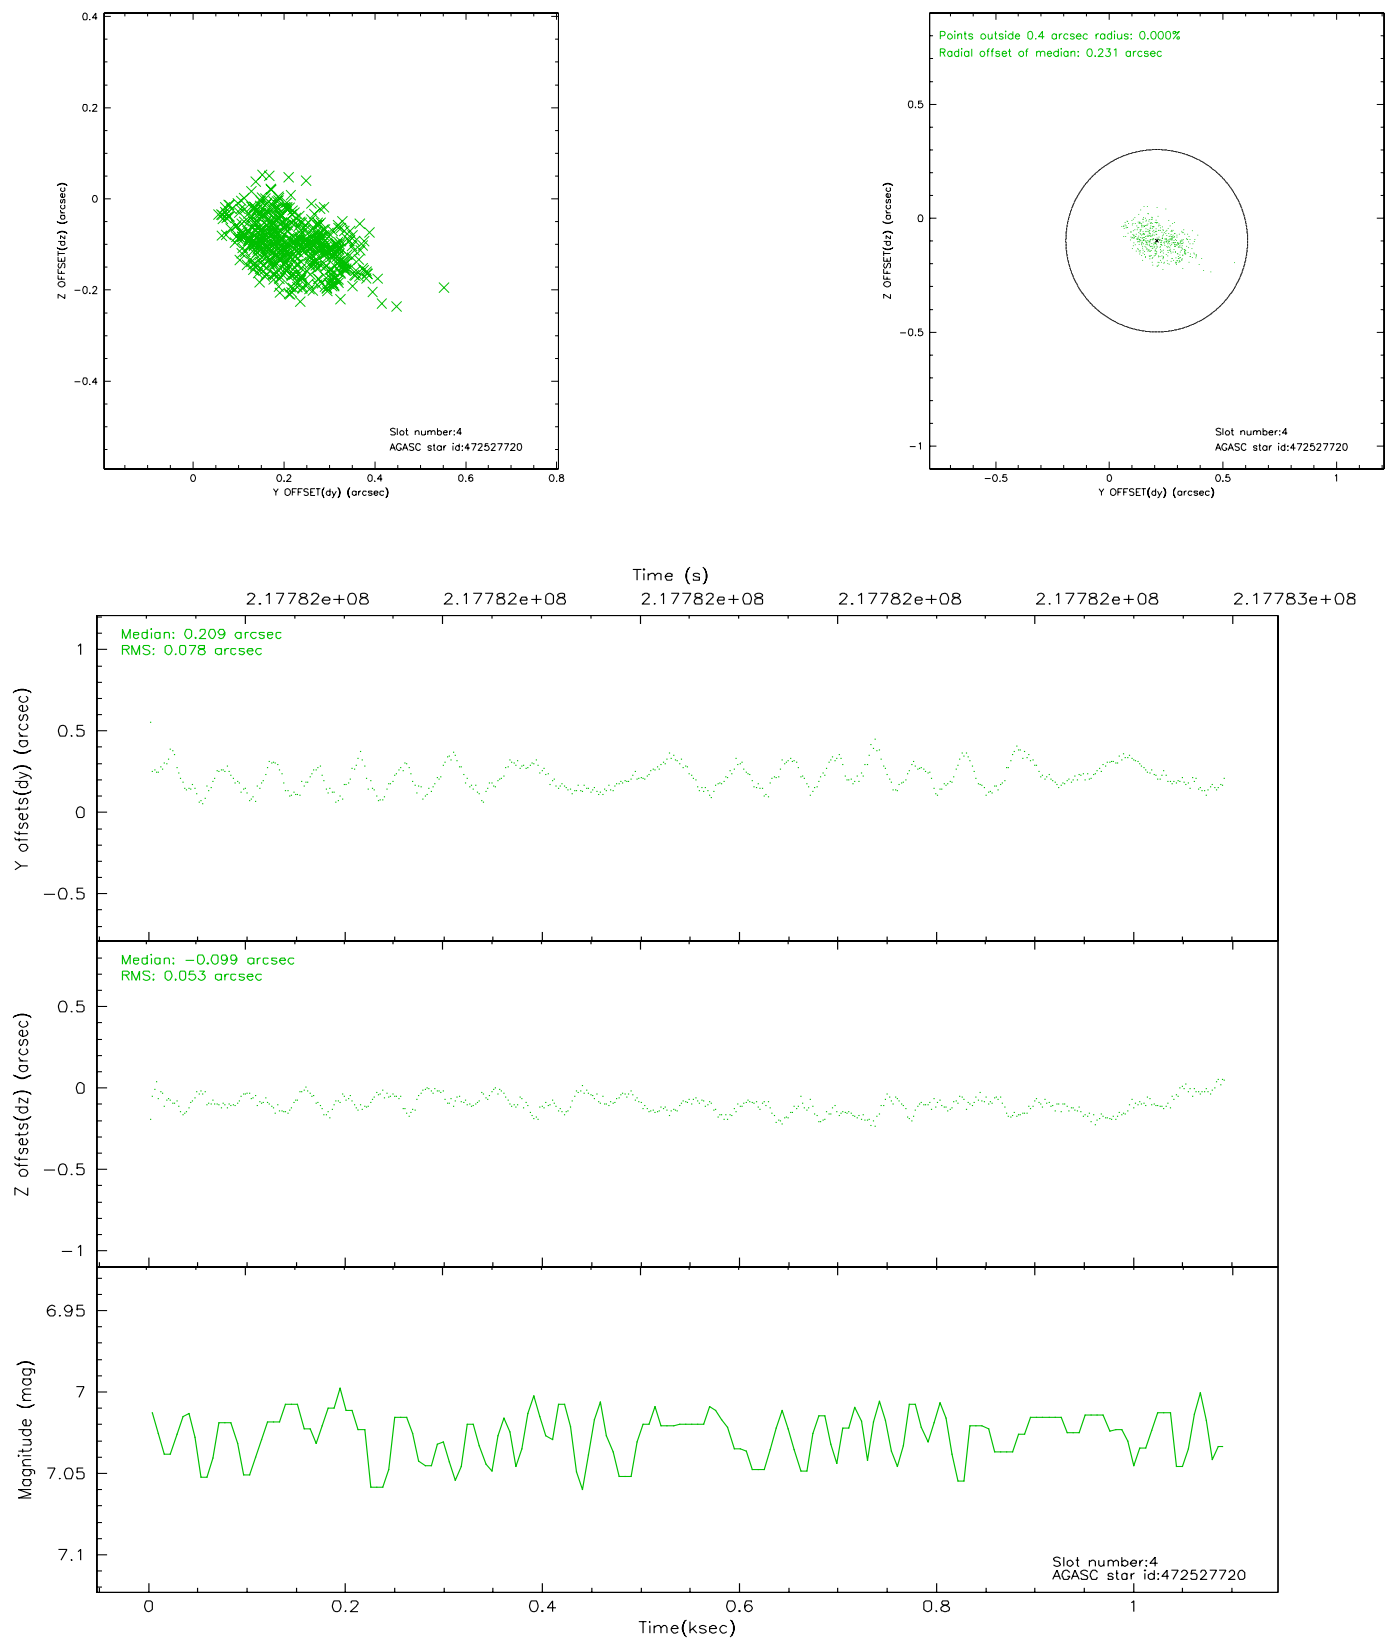 0.4
0.2
0
−0.2
−0.4
Z OFFSET(dz) (arcsec)
Slot number:4
AGASC star id:472527720
0 0.2 0.4 0.6 0.8
Y OFFSET(dy) (arcsec)
Points outside 0.4 arcsec radius: 0.000%
Radial offset of median: 0.231 arcsec
0.5
0
−0.5
−1
Z OFFSET(dz) (arcsec)
Slot number:4
AGASC star id:472527720
−0.5 0 0.5 1
Y OFFSET(dy) (arcsec)
Time (s)
2.17782e+08 2.17782e+08 2.17782e+08 2.17782e+08 2.17782e+08 2.17783e+08
Median: 0.209 arcsec
RMS: 0.078 arcsec
1
0.5
0
−0.5
Y offsets(dy) (arcsec)
Median: −0.099 arcsec
RMS: 0.053 arcsec
0.5
0
−0.5
−1
Z offsets(dz) (arcsec)
6.95
7
7.05
7.1
Magnitude (mag)
Slot number:4
AGASC star id:472527720
0 0.2 0.4 0.6 0.8 1
Time(ksec)